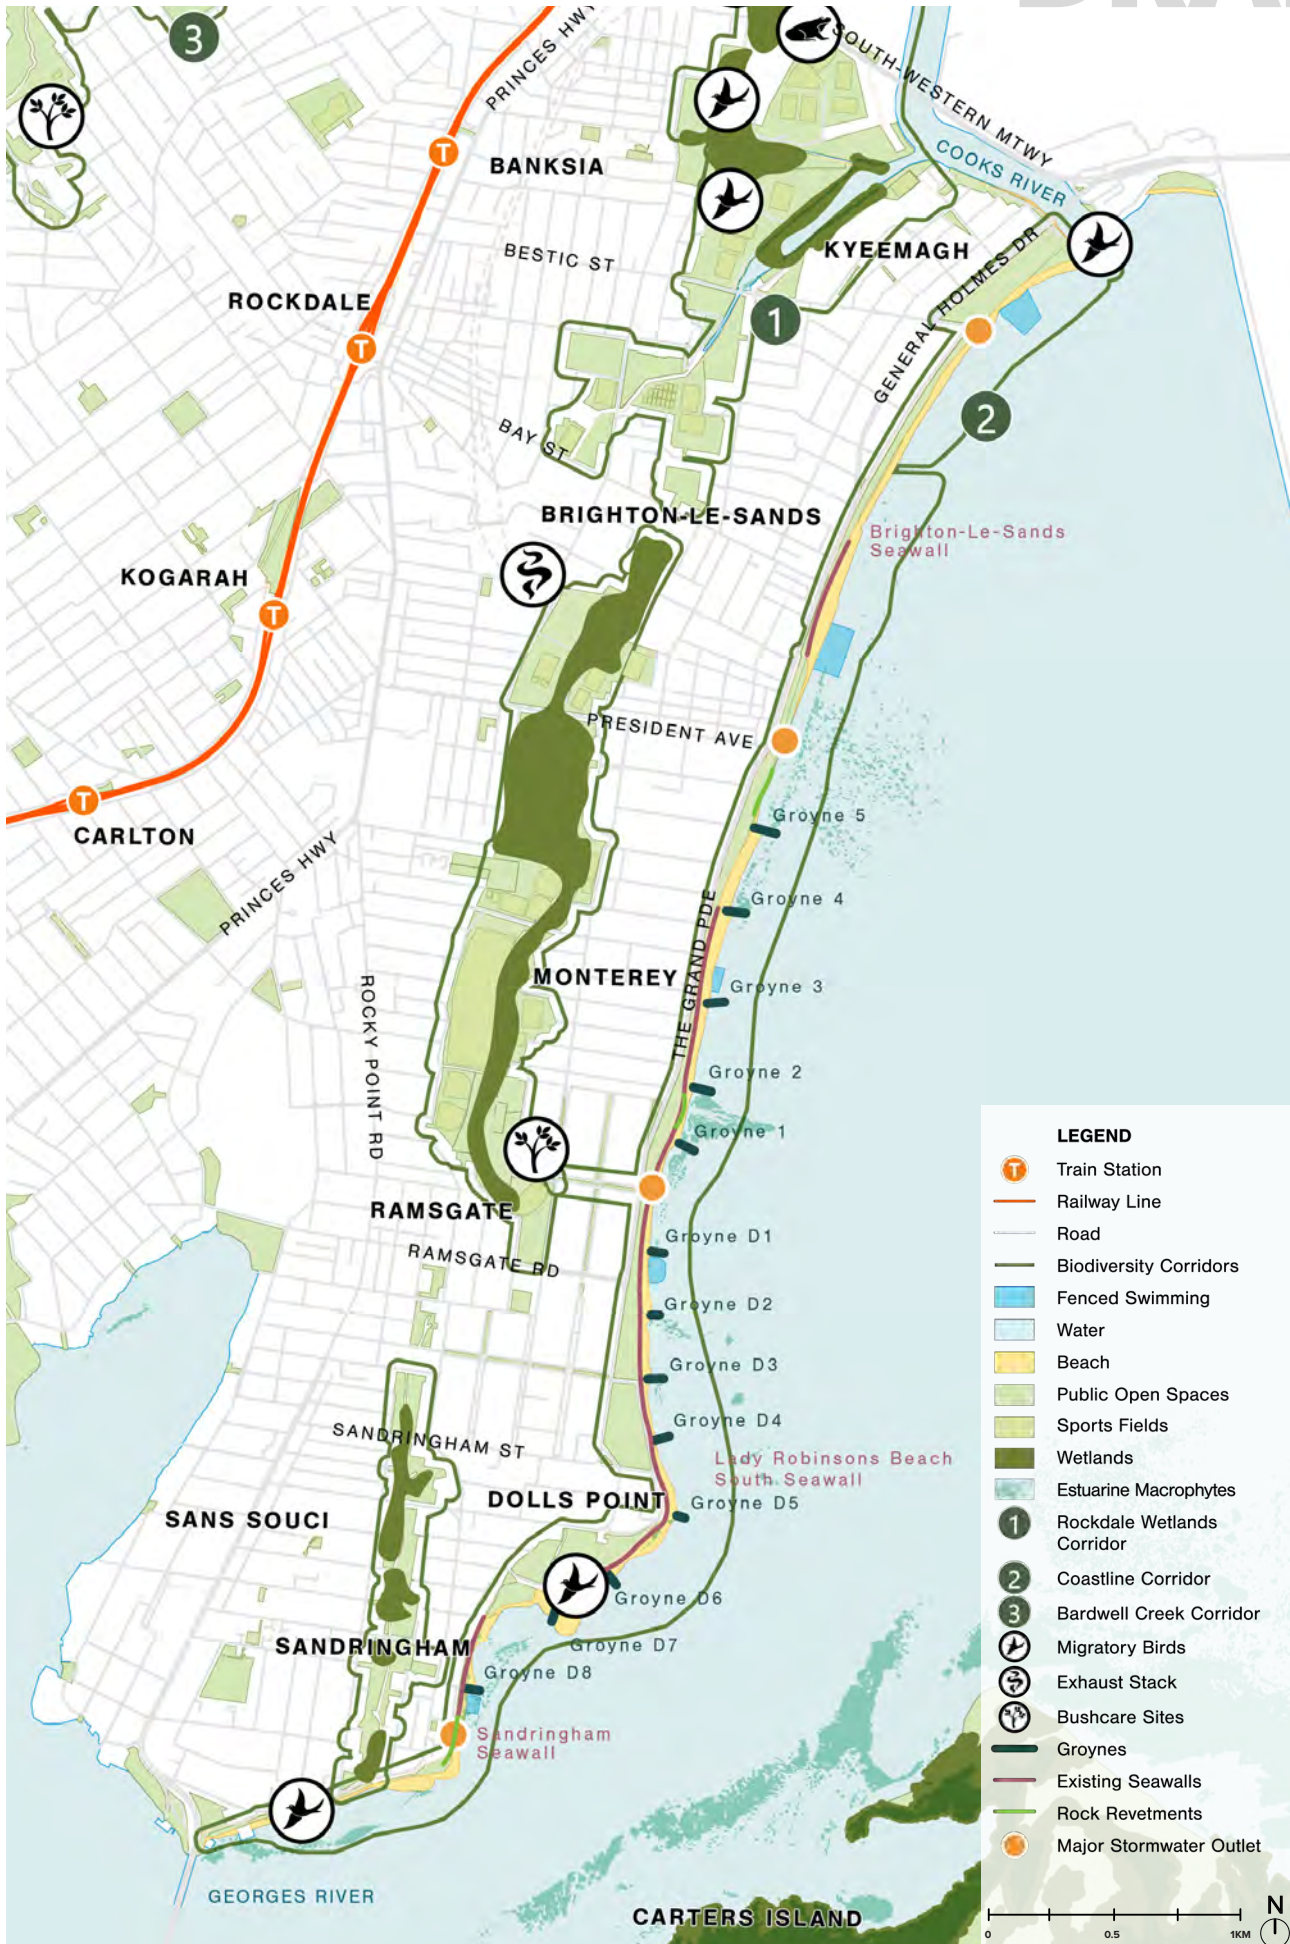 3
PRINCES HWY
SOUTH-WESTERN MTWY
T
BANKSIA
COOKS RIVER
BESTIC ST
KYEEMAGH
GENERAL HOLMES DR
ROCKDALE
1
T
2
BAY ST
BRIGHTON-LE-SANDS
Brighton-Le-Sands
Seawall
KOGARAH
T
PRESIDENT AVE
T
CARLTON
Groyne 5
PRINCES HWY
Groyne 4
THE GRAND PDE
MONTEREY
Groyne 3
ROCKY POINT RD
Groyne 2
Groyne 1
RAMSGATE
Groyne D1
RAMSGATE RD
Groyne D2
Groyne D3
Groyne D4
SANDRINGHAM ST
Lady Robinsons Beach
South Seawall
DOLLS POINT
Groyne D5
SANS SOUCI
Groyne D6
SANDRINGHAM
Groyne D7
Groyne D8
Sandringham
Seawall
GEORGES RIVER
CARTERS ISLAND
LEGEND
T Train Station
Railway Line
Road
Biodiversity Corridors
Fenced Swimming
Water
Beach
Public Open Spaces
Sports Fields
Wetlands
Estuarine Macrophytes
1 Rockdale Wetlands
Corridor
2 Coastline Corridor
3 Bardwell Creek Corridor
Migratory Birds
Exhaust Stack
Bushcare Sites
Groynes
Existing Seawalls
Rock Revetments
Major Stormwater Outlet
N
0 0.5 1KM